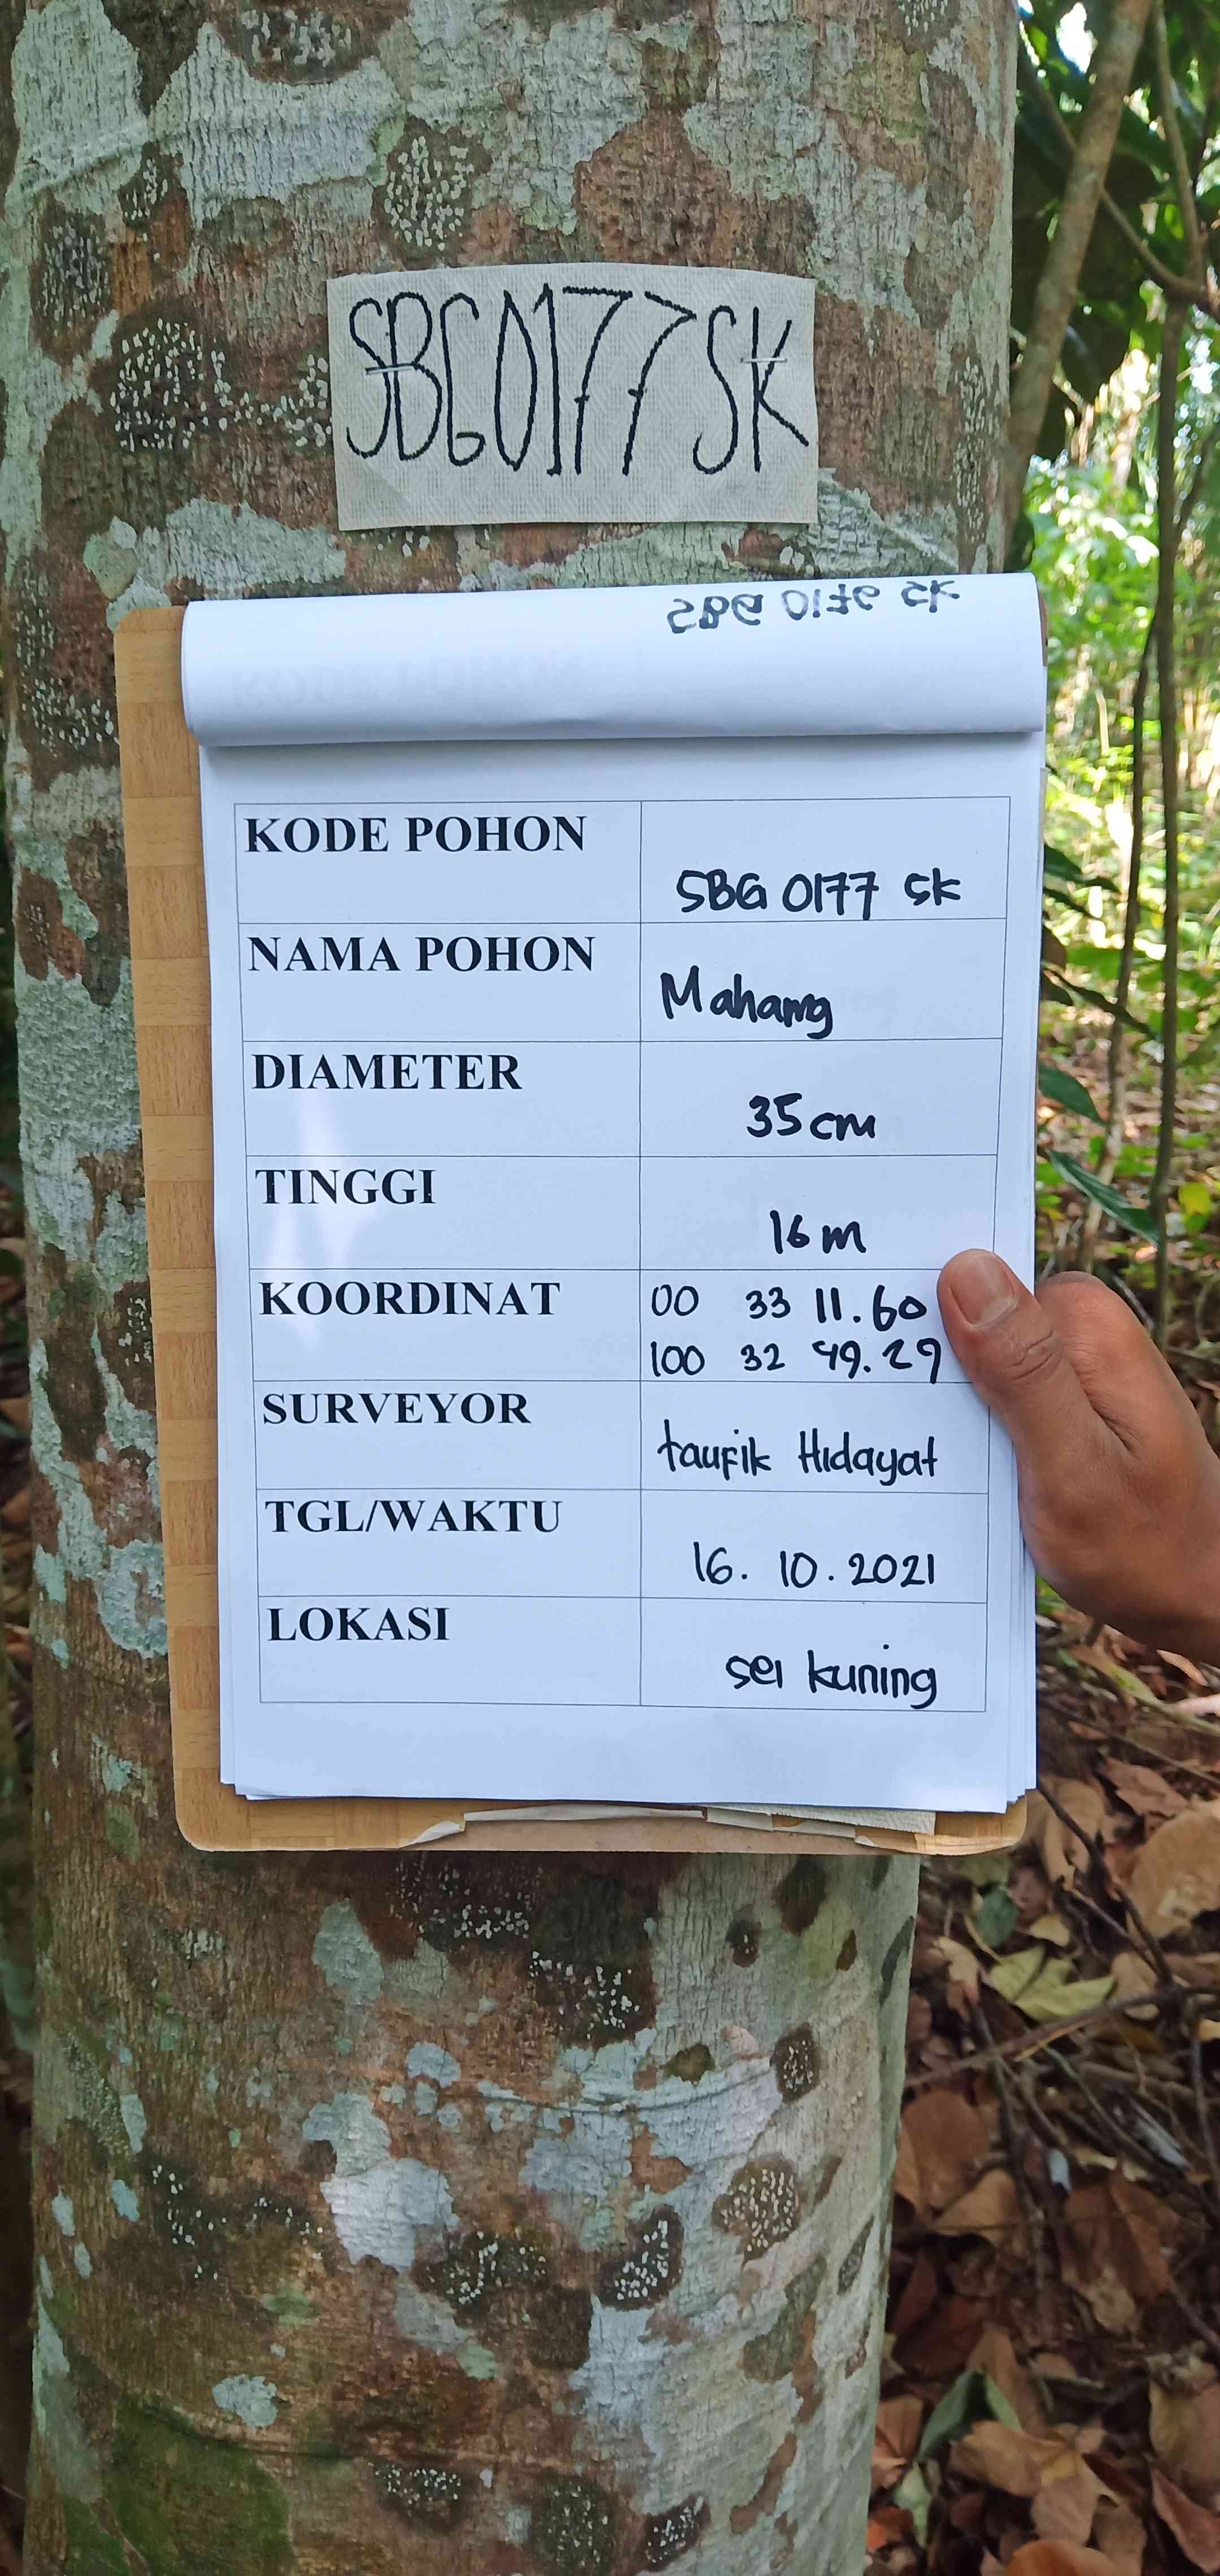 SBG0177SK
SBG 0176 SK
KODE POHON
SBG 0177 SK
NAMA POHON
Mahang
DIAMETER
35 cm
TINGGI
16 m
KOORDINAT
00 33 11.60
100 32 49.29
SURVEYOR
taufik Hidayat
TGL/WAKTU
16. 10. 2021
LOKASI
sei kuning